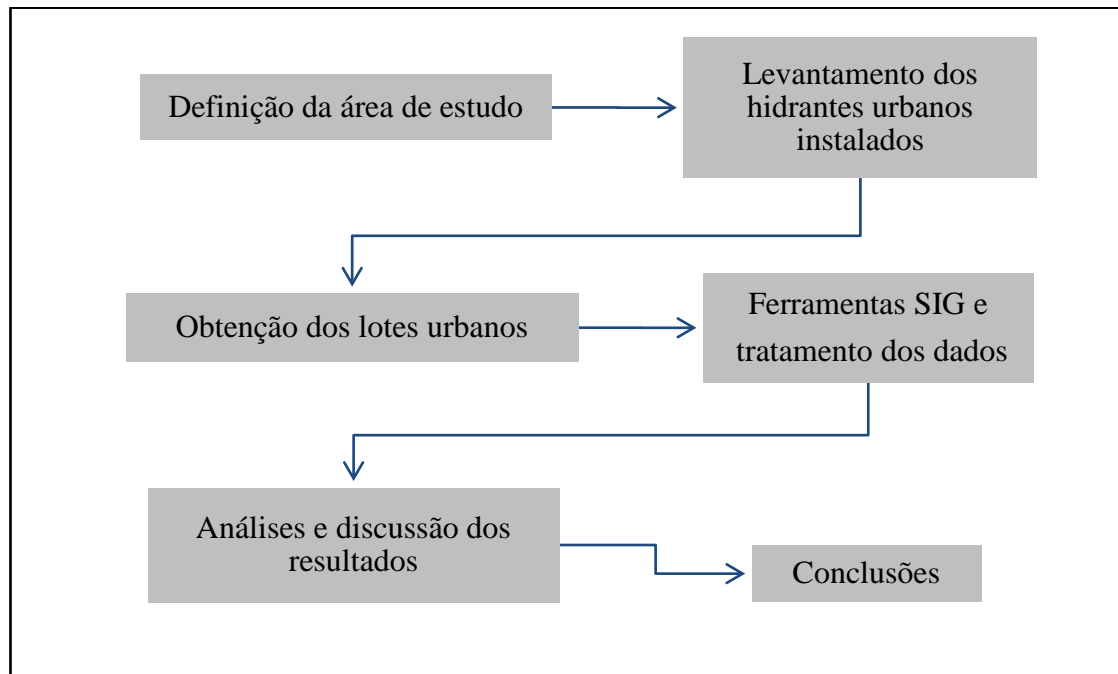 Definição da área de estudo
Levantamento dos
hidrantes urbanos
instalados
Obtenção dos lotes urbanos
Ferramentas SIG e
tratamento dos dados
Análises e discussão dos
resultados
Conclusões